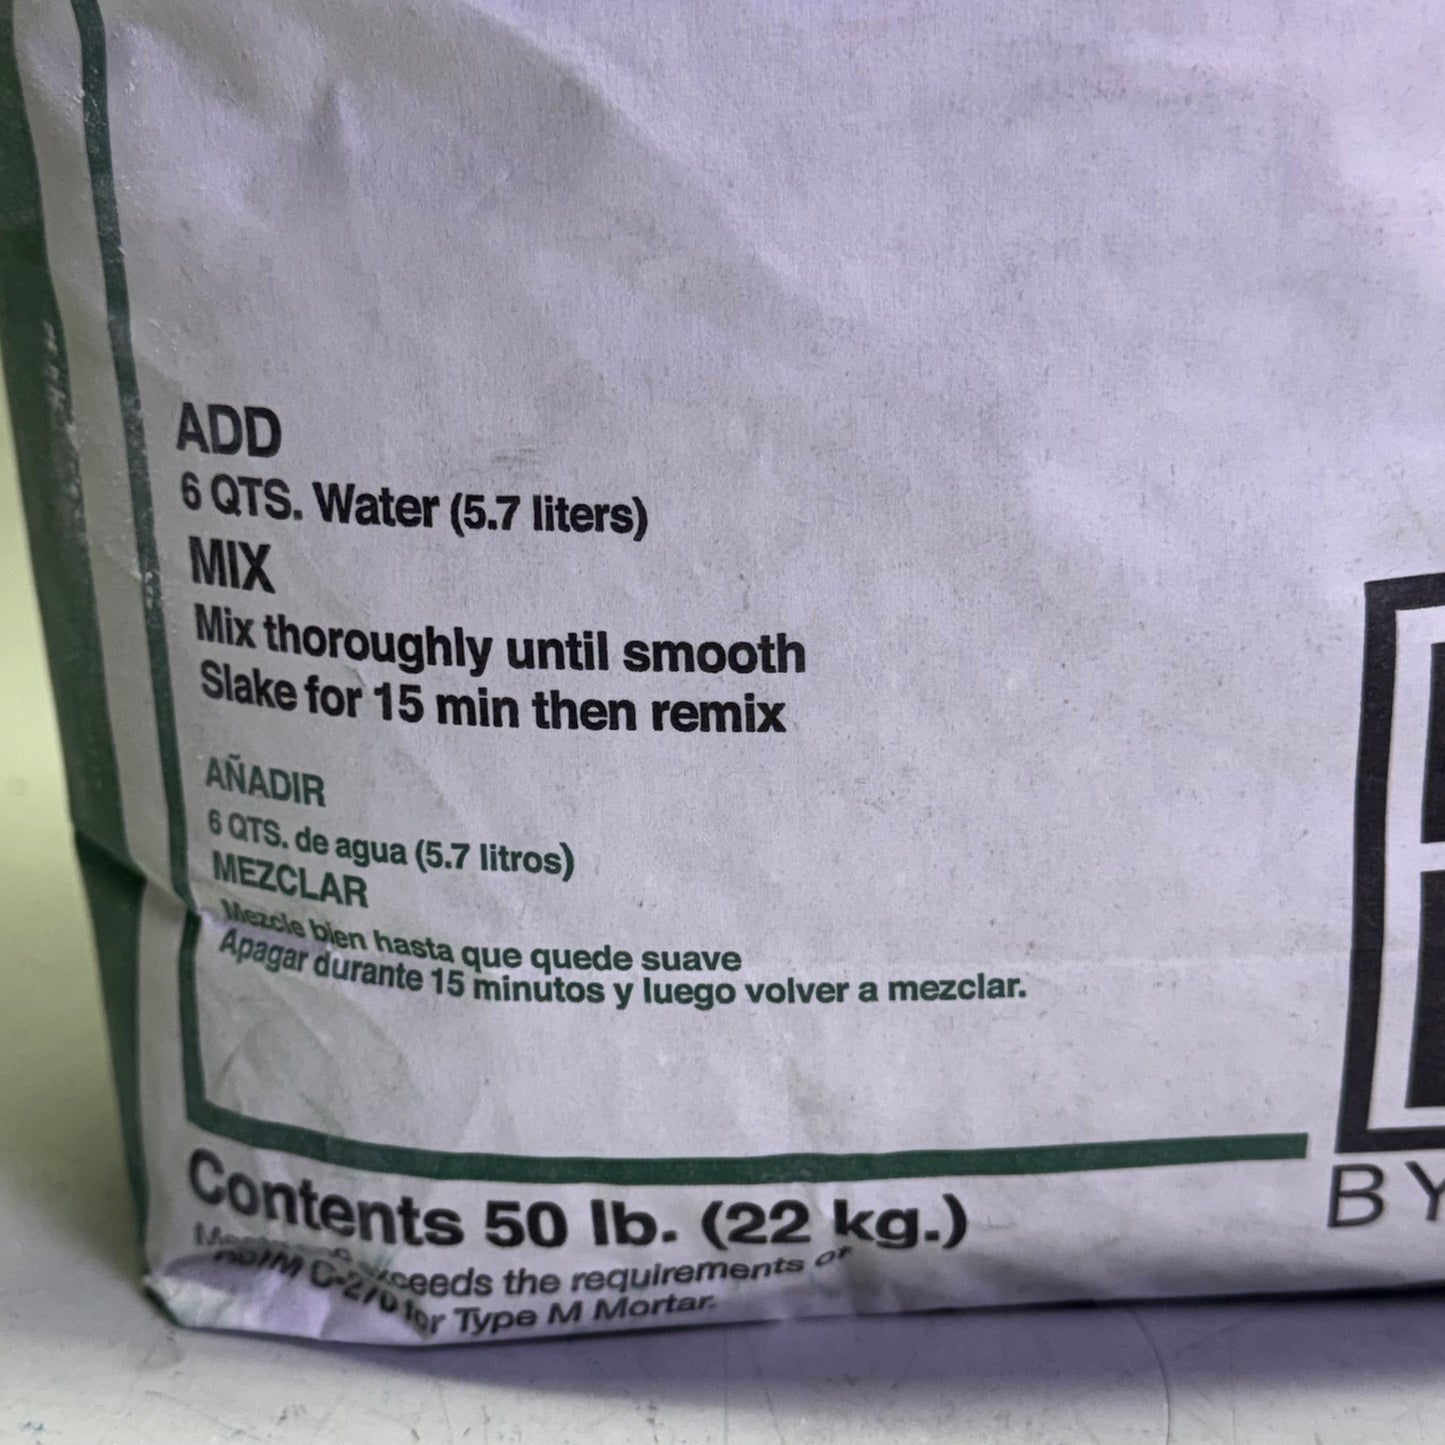 ADD
6 QTS. Water (5.7 liters)
MIX
Mix thoroughly until smooth
Slake for 15 min then remix
AÑADIR
6 QTS. de agua (5.7 litros)
MEZCLAR
Mezcle bien hasta que quede suave
Apagar durante 15 minutos y luego volver a mezclar.
Contents 50 lb. (22 kg.)
exceeds the requirements of
ASTM C-270 for Type M Mortar.
BY